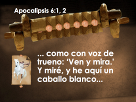 Apocalipsis 6:1, 2
... como con voz de
trueno: 'Ven y mira.'
Y miré, y he aquí un
caballo blanco...